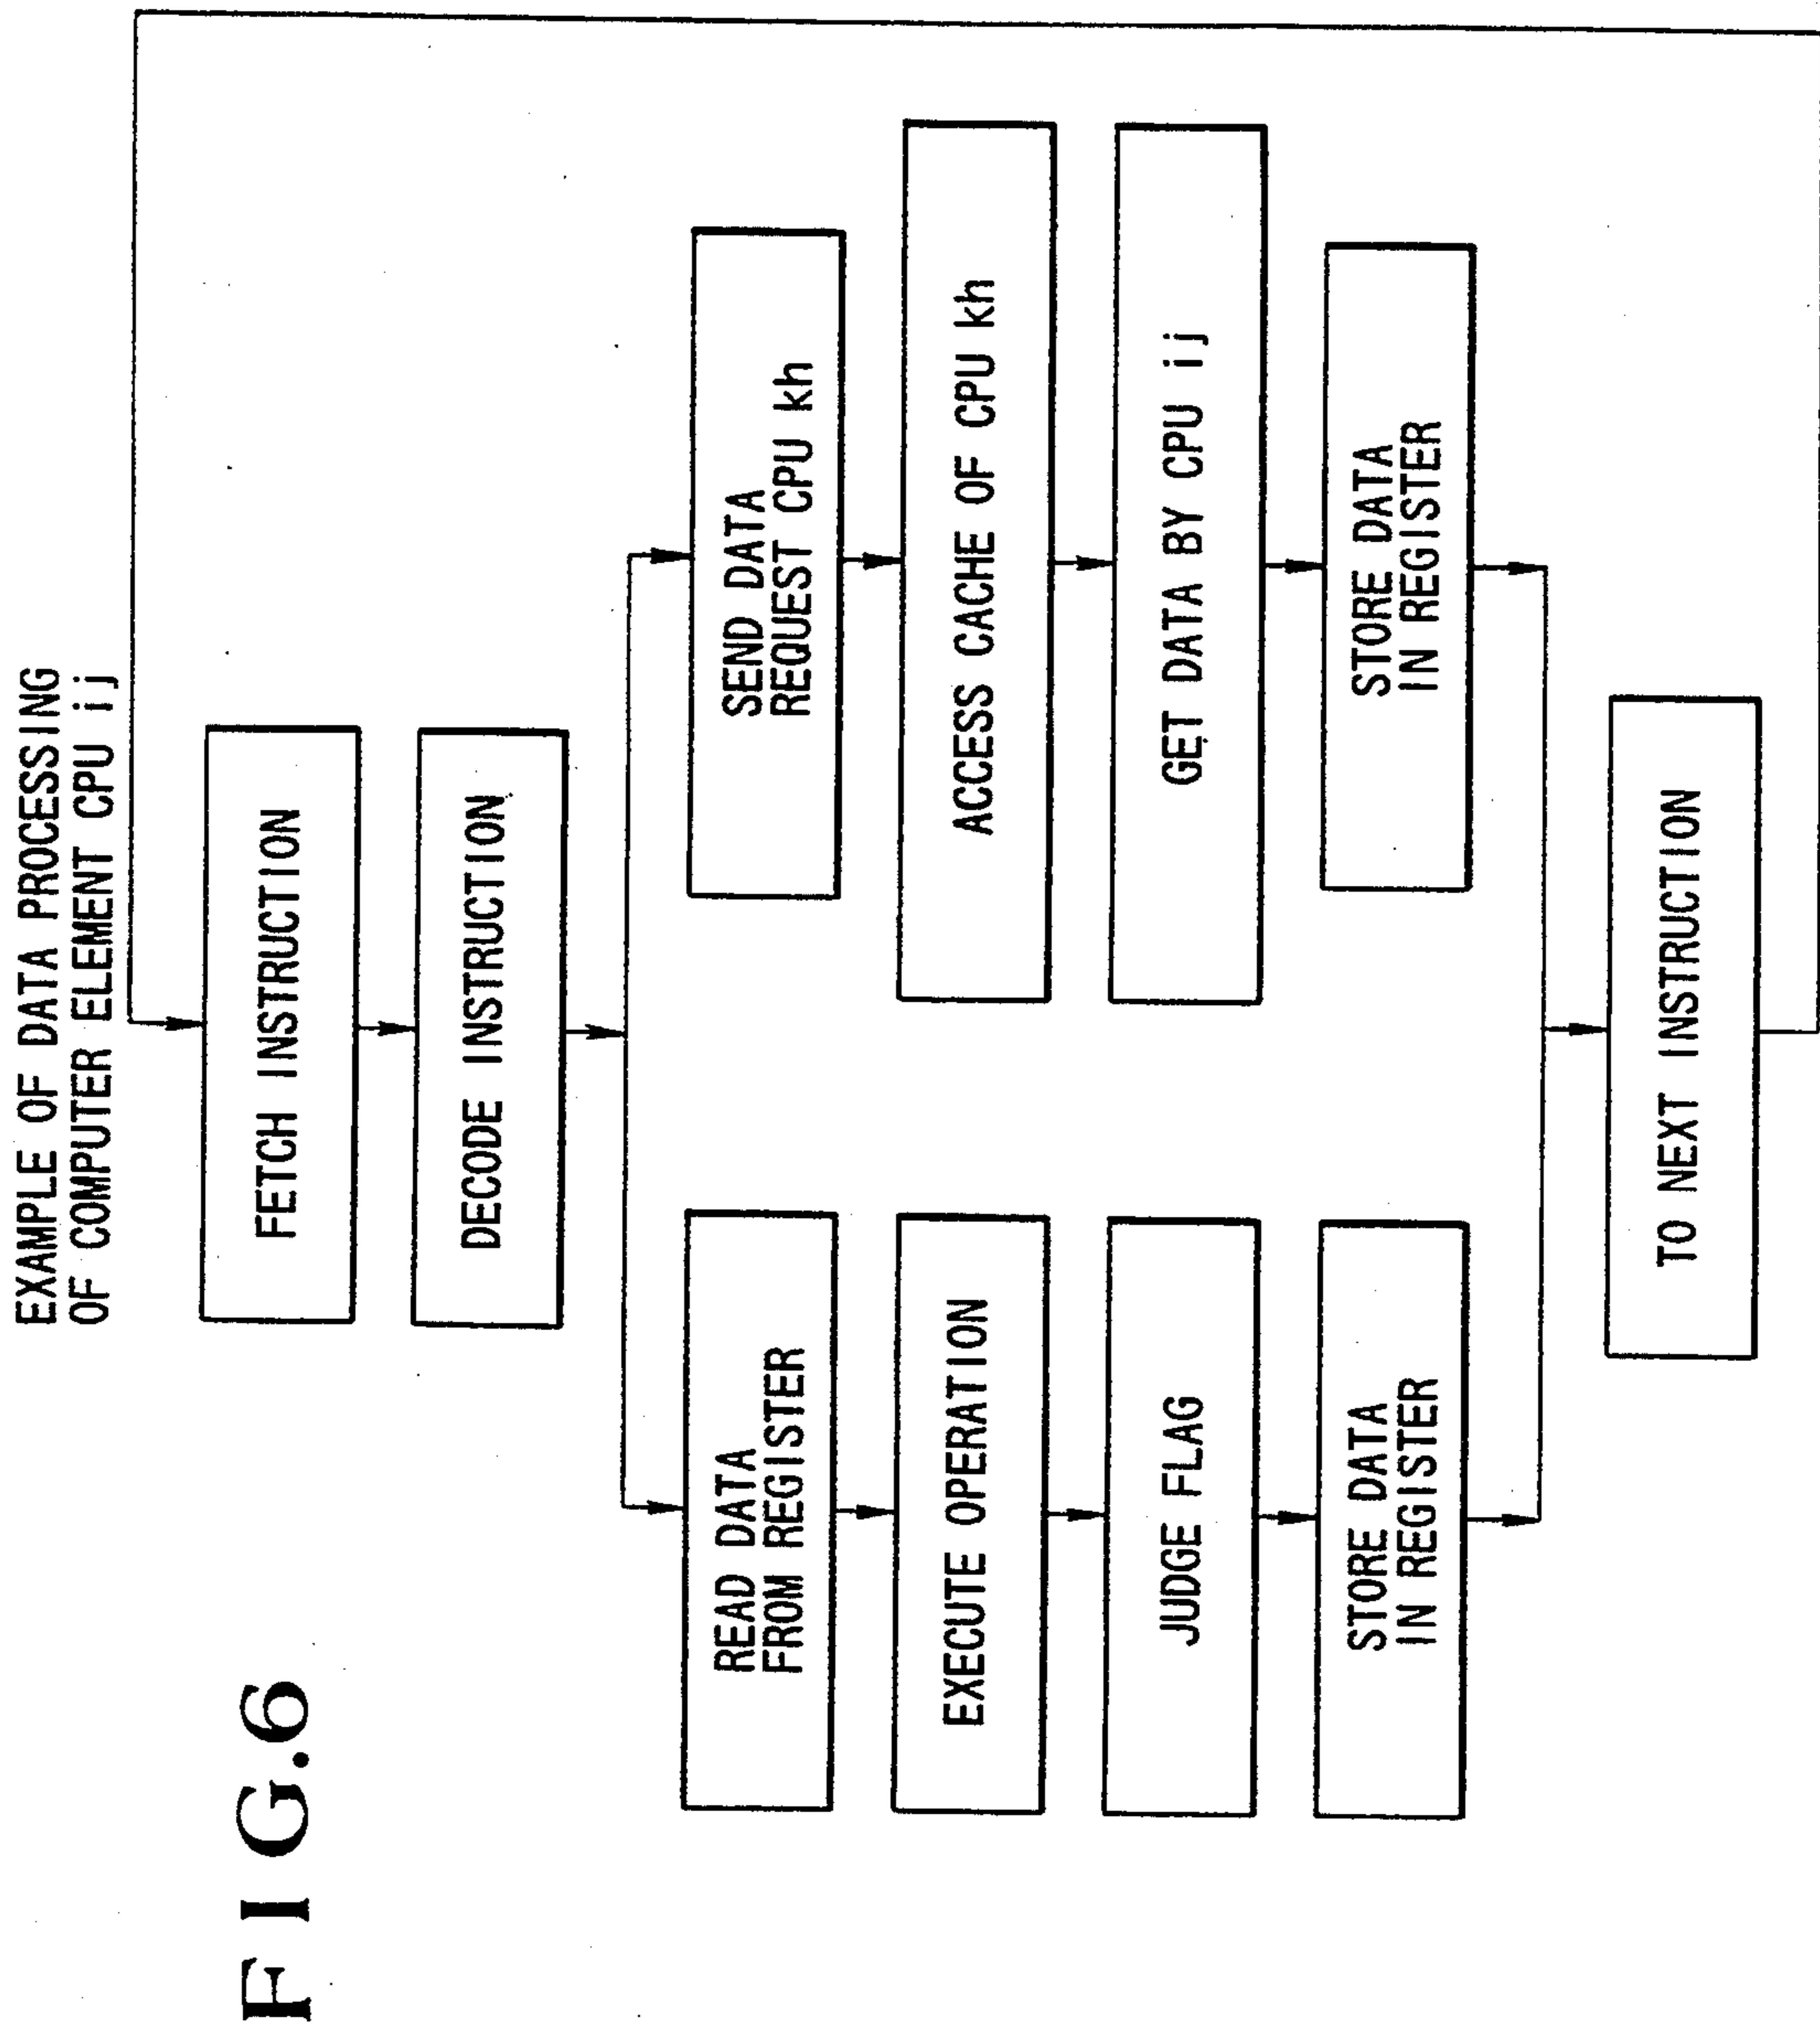 FIG.6
EXAMPLE OF DATA PROCESSING
OF COMPUTER ELEMENT CPU ij
FETCH INSTRUCTION
DECODE INSTRUCTION
READ DATA
FROM REGISTER
EXECUTE OPERATION
JUDGE FLAG
STORE DATA
IN REGISTER
SEND DATA
REQUEST CPU kh
ACCESS CACHE OF CPU kh
GET DATA BY CPU ij
STORE DATA
IN REGISTER
TO NEXT INSTRUCTION